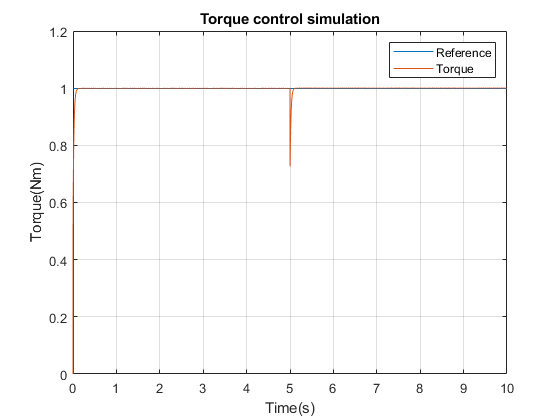 Torque control simulation
Reference
Torque
Torque(Nm)
1.2
1
0.8
0.6
0.4
0.2
0
0 1 2 3 4 5 6 7 8 9 10
Time(s)